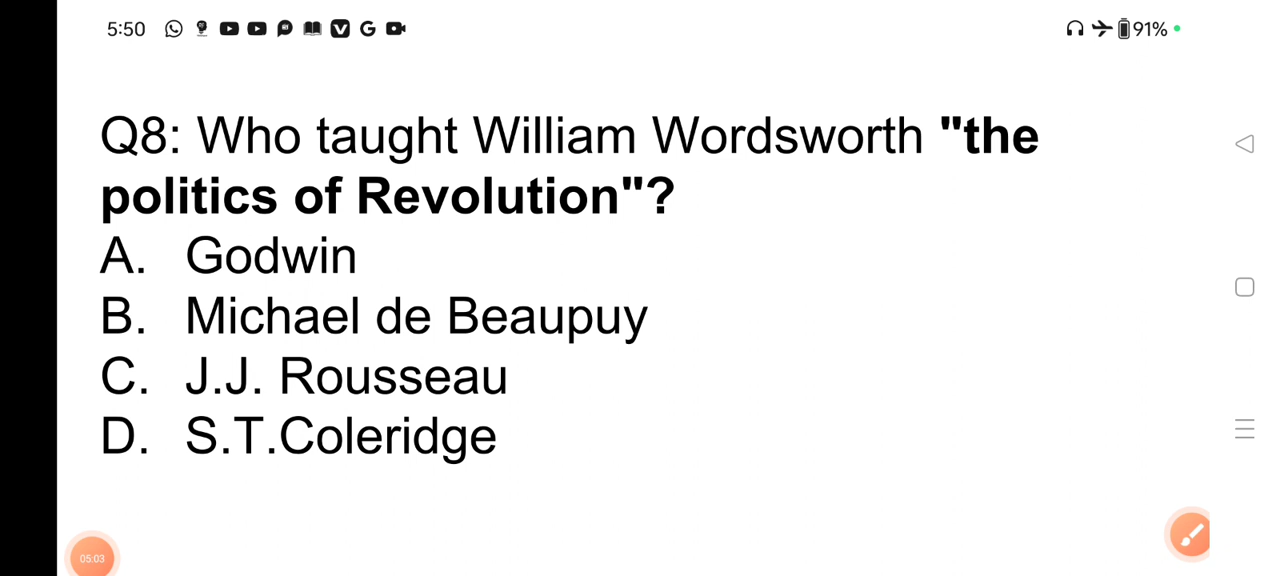 5:50 91%
Q8: Who taught William Wordsworth "the
politics of Revolution"?
A. Godwin
B. Michael de Beaupuy
C. J.J. Rousseau
D. S.T.Coleridge
05:03